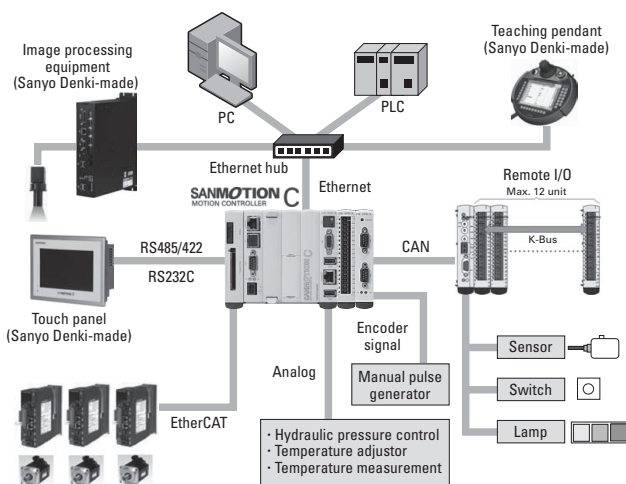 Image processing
equipment
(Sanyo Denki-made)
PC
PLC
Teaching pendant
(Sanyo Denki-made)
Ethernet hub
Ethernet
SANMOTION C
MOTION CONTROLLER
Remote I/O
Max. 12 unit
K-Bus
RS485/422
RS232C
CAN
Touch panel
(Sanyo Denki-made)
Encoder
signal
Analog
EtherCAT
Manual pulse
generator
Sensor
Switch
Lamp
・Hydraulic pressure control
・Temperature adjustor
・Temperature measurement
SANMOTION C